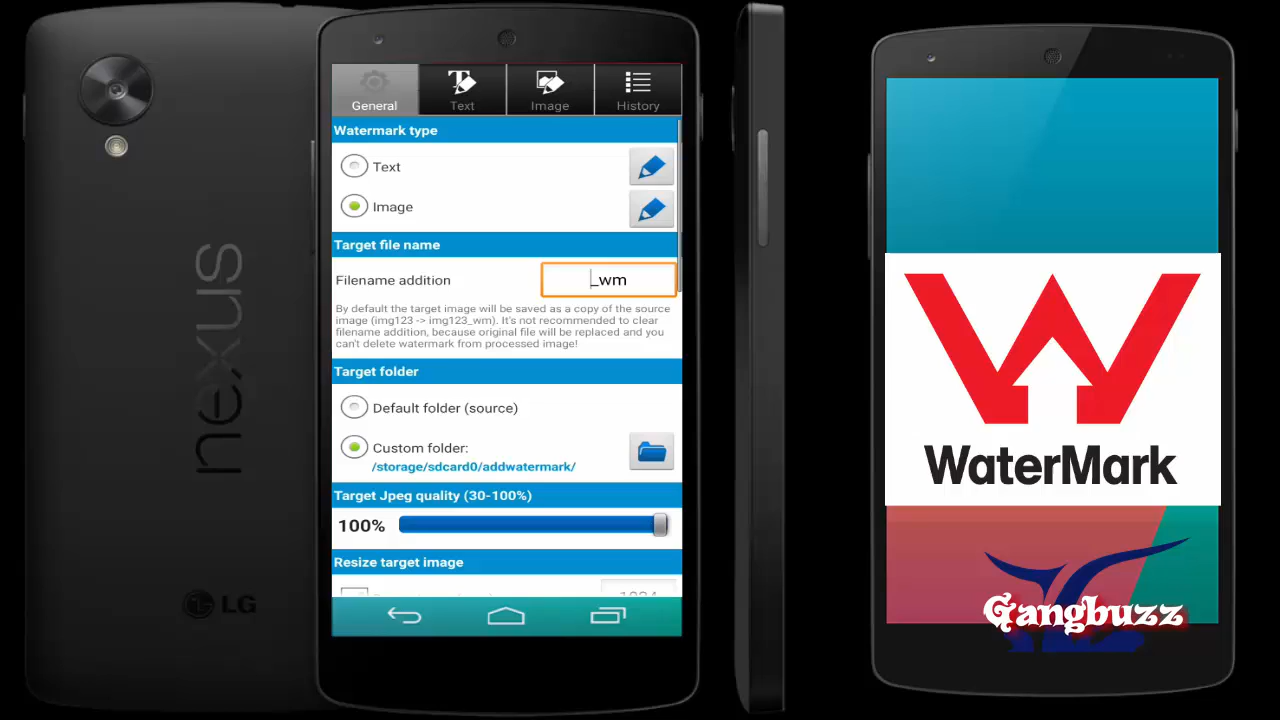 nexus
LG
General
Text
Image
History
Watermark type
Text
Image
Target file name
Filename addition
_wm
By default the target image will be saved as a copy of the source
image (img123 -> img123_wm). It's not recommended to clear
filename addition, because original file will be replaced and you
can't delete watermark from processed image!
Target folder
Default folder (source)
Custom folder:
/storage/sdcard0/addwatermark/
Target Jpeg quality (30-100%)
100%
Resize target image
WaterMark
Gangbuzz